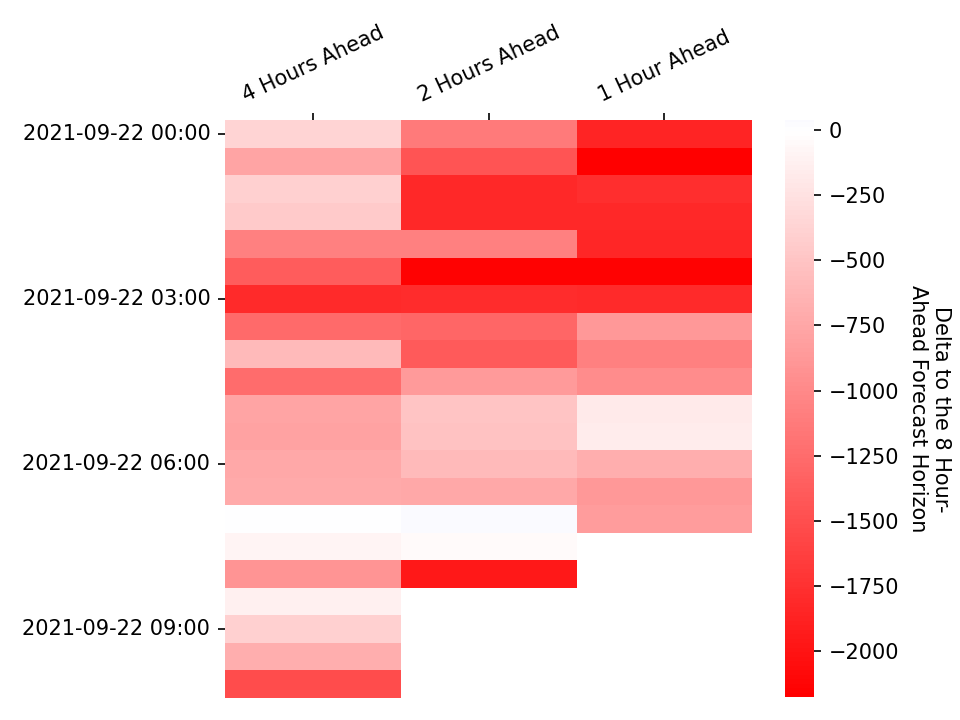 4 Hours Ahead
2 Hours Ahead
1 Hour Ahead
2021-09-22 00:00
2021-09-22 03:00
2021-09-22 06:00
2021-09-22 09:00
0
−250
−500
−750
−1000
−1250
−1500
−1750
−2000
Delta to the 8 Hour-
Ahead Forecast Horizon